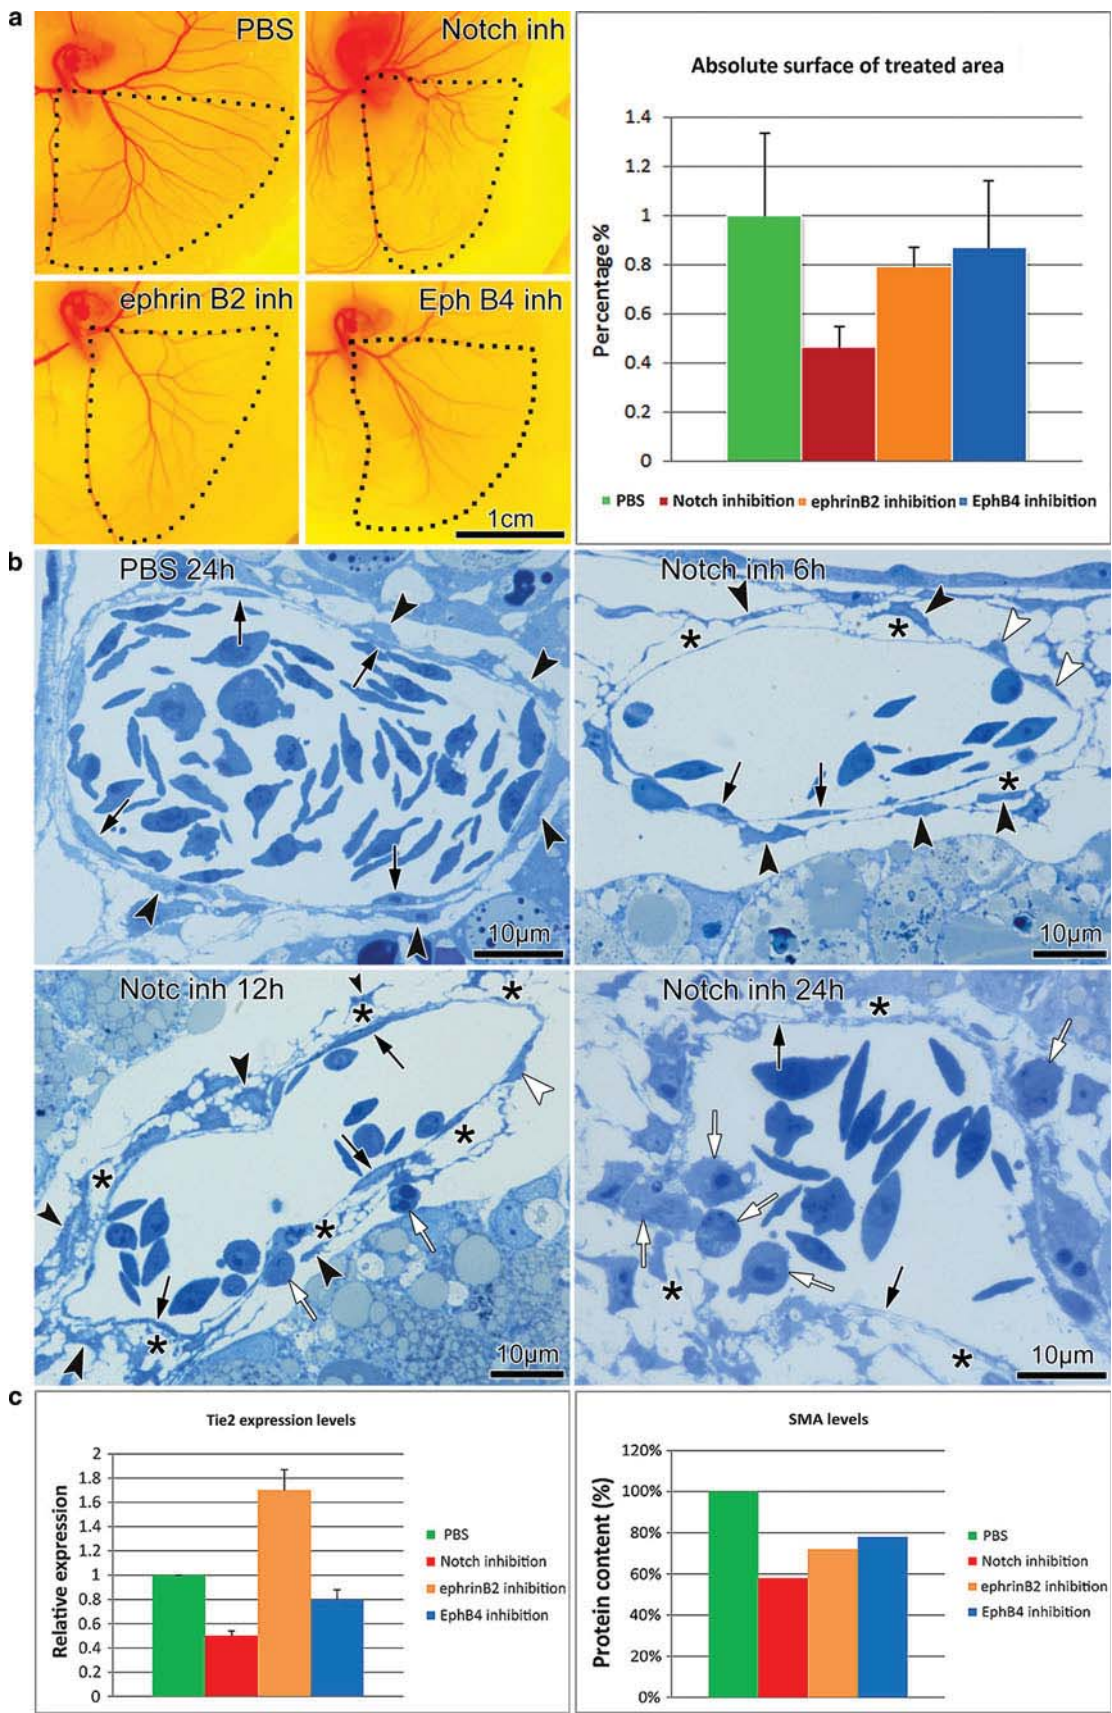 a
PBS
Notch inh
ephrin B2 inh
Eph B4 inh
1cm
Absolute surface of treated area
Percentage %
1.4
1.2
1
0.8
0.6
0.4
0.2
0
PBS Notch inhibition ephrinB2 inhibition EphB4 inhibition
b
PBS 24h
10µm
Notch inh 6h
* * *
10µm
Notc inh 12h
* * * * * *
10µm
Notch inh 24h
* * *
10µm
c
Tie2 expression levels
Relative expression
2
1.8
1.6
1.4
1.2
1
0.8
0.6
0.4
0.2
0
PBS
Notch inhibition
ephrinB2 inhibition
EphB4 inhibition
SMA levels
Protein content (%)
120%
100%
80%
60%
40%
20%
0%
PBS
Notch inhibition
ephrinB2 inhibition
EphB4 inhibition